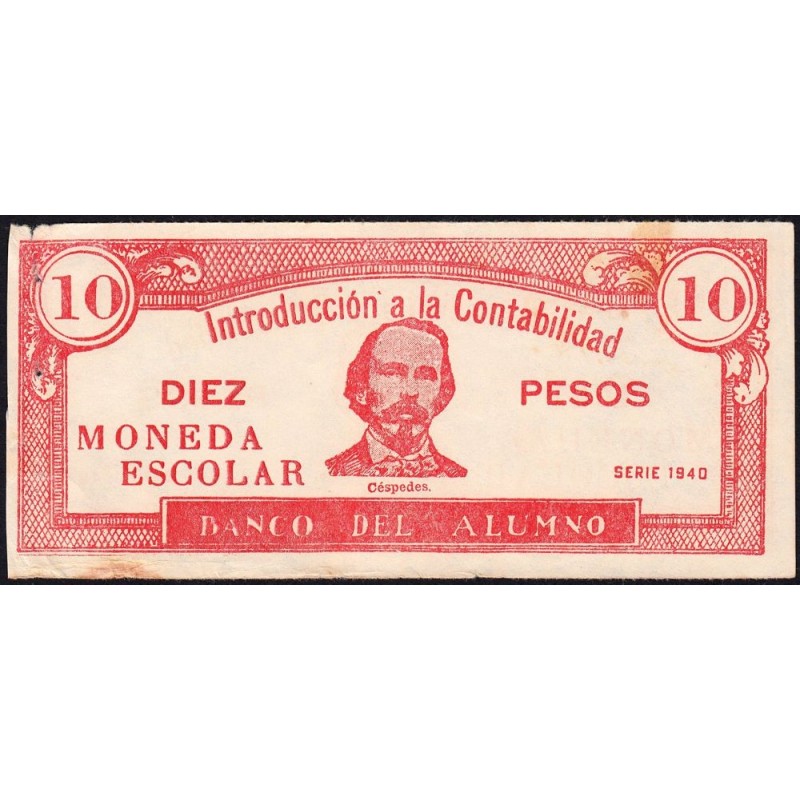 10
10
Introducción a la Contabilidad
DIEZ
PESOS
MONEDA
ESCOLAR
SERIE 1940
Céspedes.
BANCO DEL ALUMNO